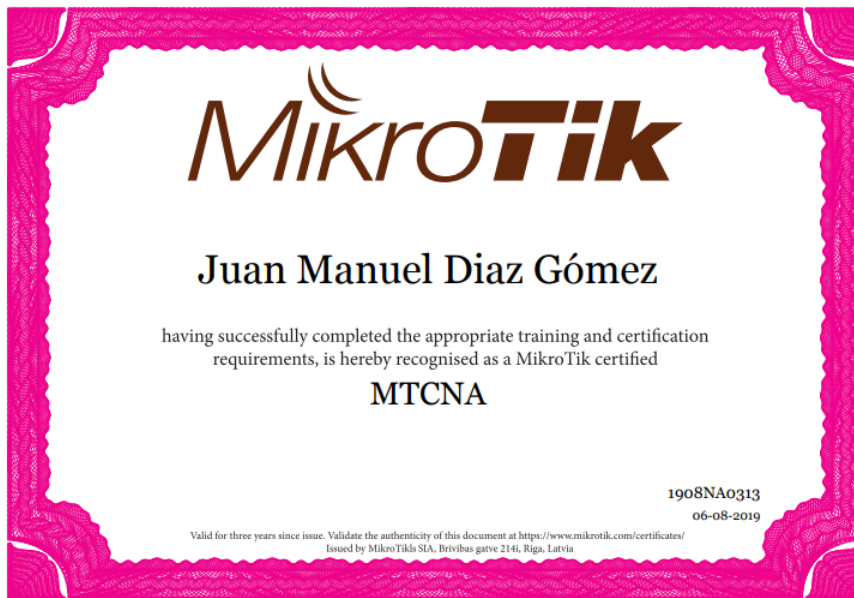 MikroTik
Juan Manuel Diaz Gómez
having successfully completed the appropriate training and certification
requirements, is hereby recognised as a MikroTik certified
MTCNA
1908NA0313
06-08-2019
Valid for three years since issue. Validate the authenticity of this document at https://www.mikrotik.com/certificates/
Issued by MikroTikls SIA, Brivibas gatve 214i, Riga, Latvia